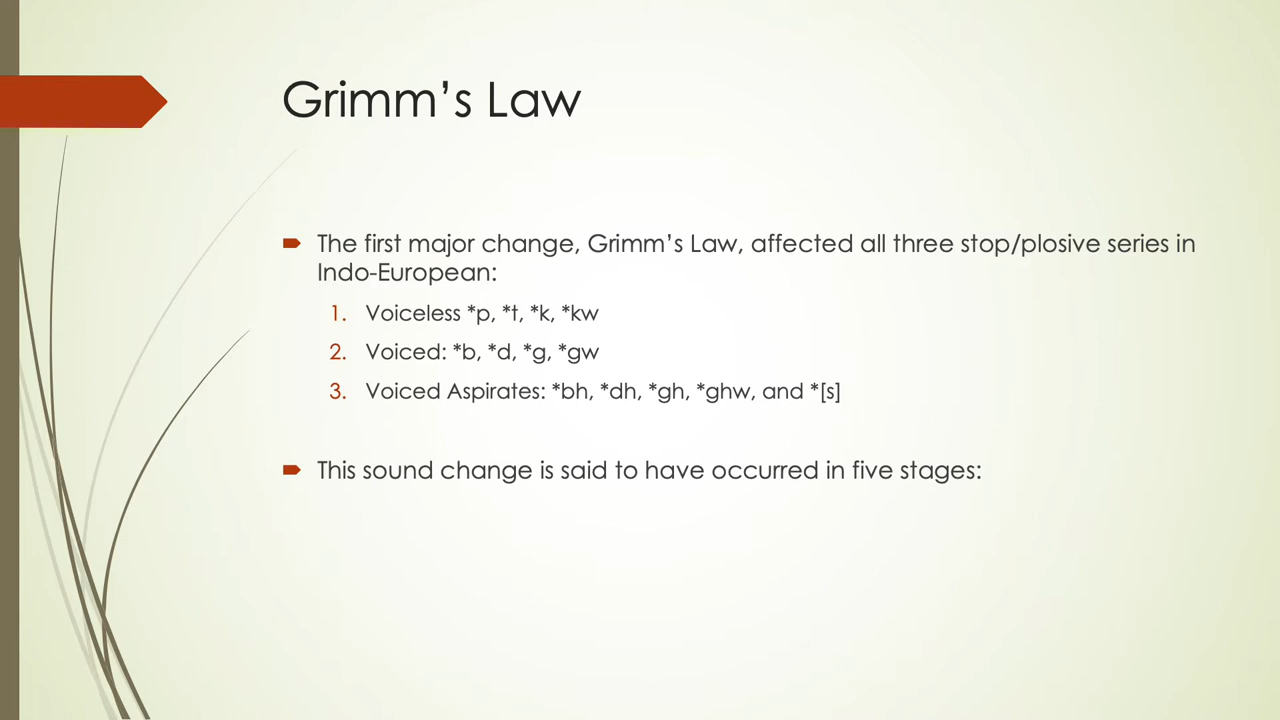 Grimm’s Law
The first major change, Grimm’s Law, affected all three stop/plosive series in
Indo-European:
1. Voiceless *p, *t, *k, *kw
2. Voiced: *b, *d, *g, *gw
3. Voiced Aspirates: *bh, *dh, *gh, *ghw, and *[s]
This sound change is said to have occurred in five stages: